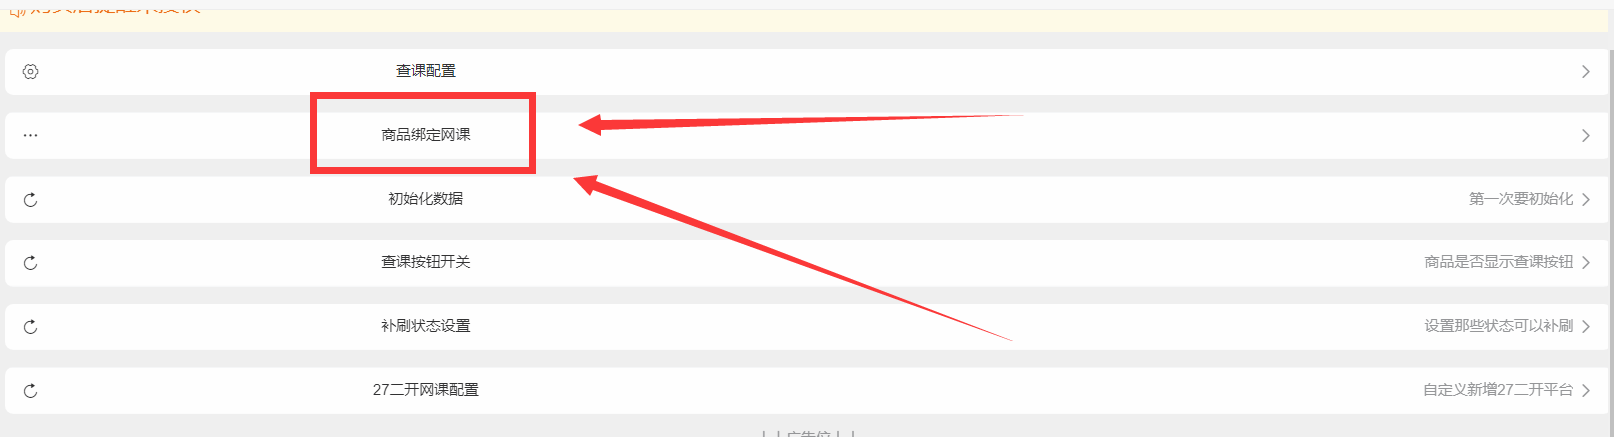 查课配置
商品绑定网课
初始化数据 第一次要初始化
查课按钮开关 商品是否显示查课按钮
补刷状态设置 设置那些状态可以补刷
27二开网课配置 自定义新增27二开平台